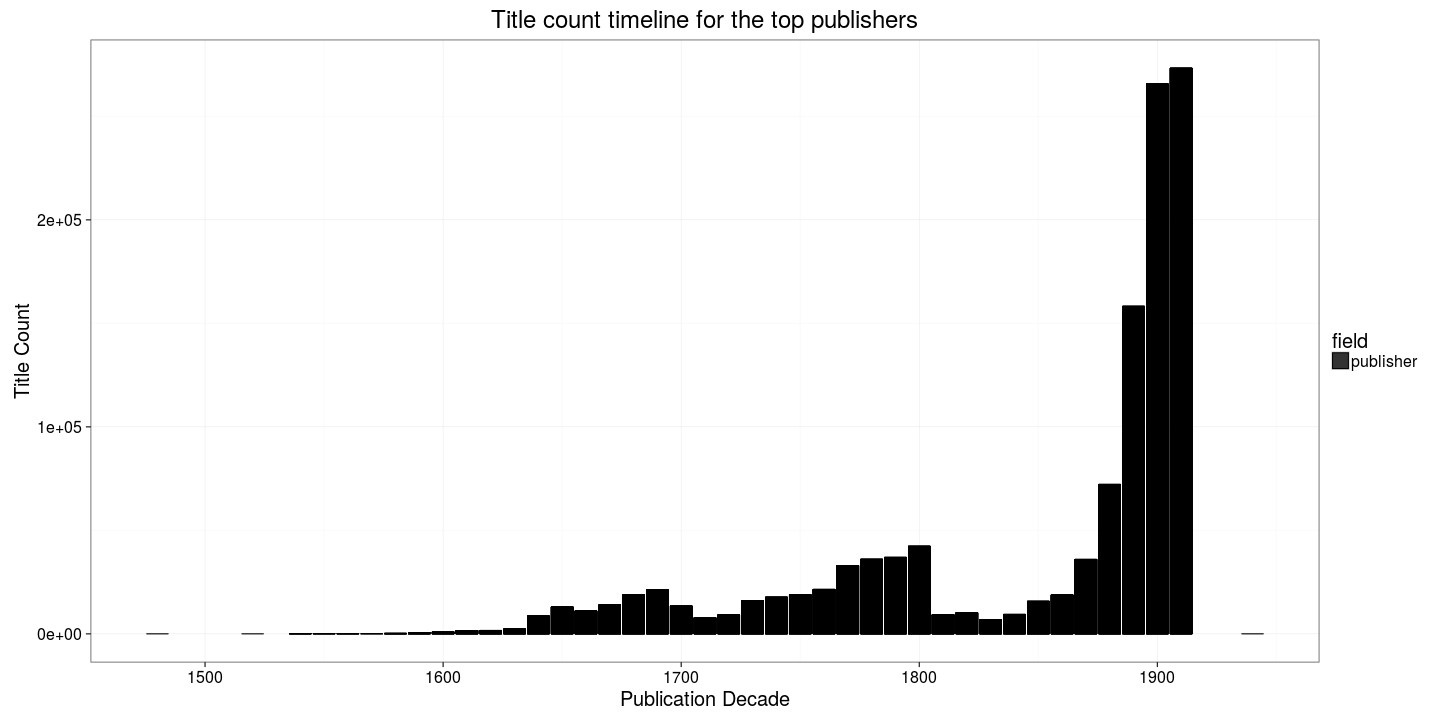 Title count timeline for the top publishers
Title Count
2e+05
1e+05
0e+00
1500 1600 1700 1800 1900
Publication Decade
field
publisher